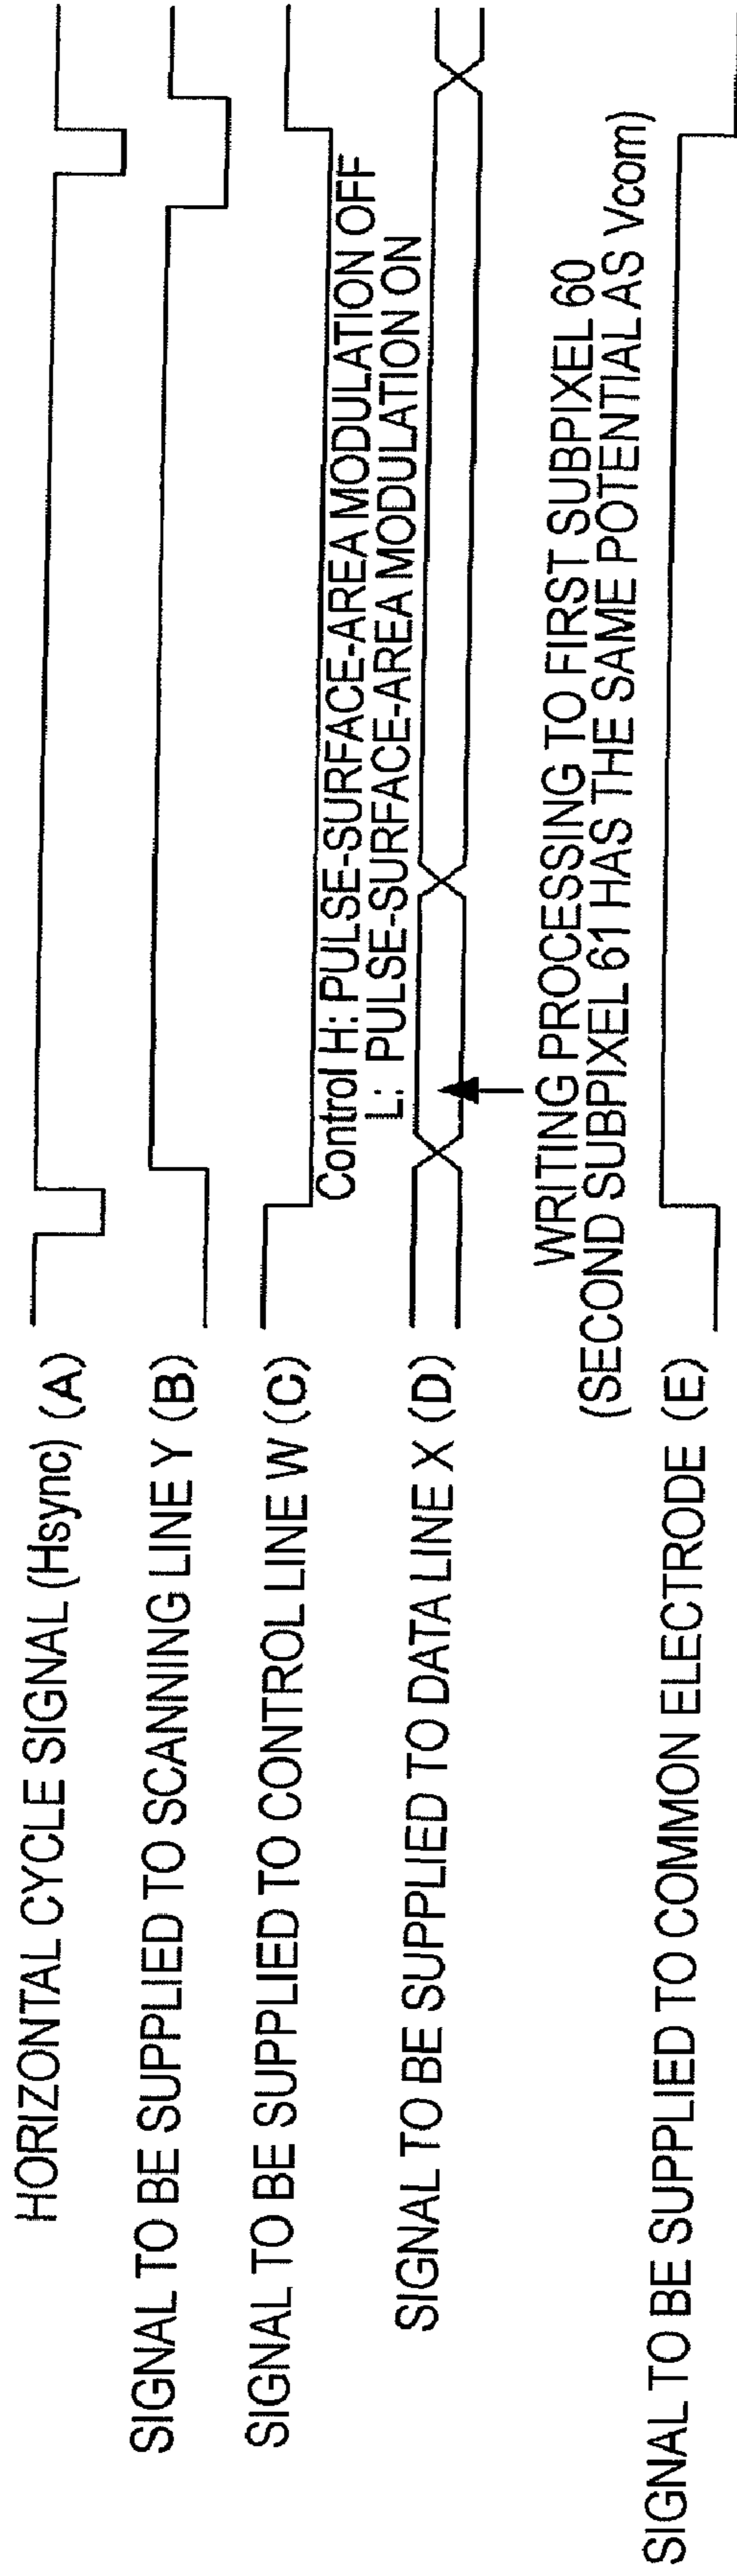 HORIZONTAL CYCLE SIGNAL (Hsync) (A)
SIGNAL TO BE SUPPLIED TO SCANNING LINE Y (B)
SIGNAL TO BE SUPPLIED TO CONTROL LINE W (C)
Control H: PULSE-SURFACE-AREA MODULATION OFF
L: PULSE-SURFACE-AREA MODULATION ON
SIGNAL TO BE SUPPLIED TO DATA LINE X (D)
WRITING PROCESSING TO FIRST SUBPIXEL 60
(SECOND SUBPIXEL 61 HAS THE SAME POTENTIAL AS Vcom)
SIGNAL TO BE SUPPLIED TO COMMON ELECTRODE (E)